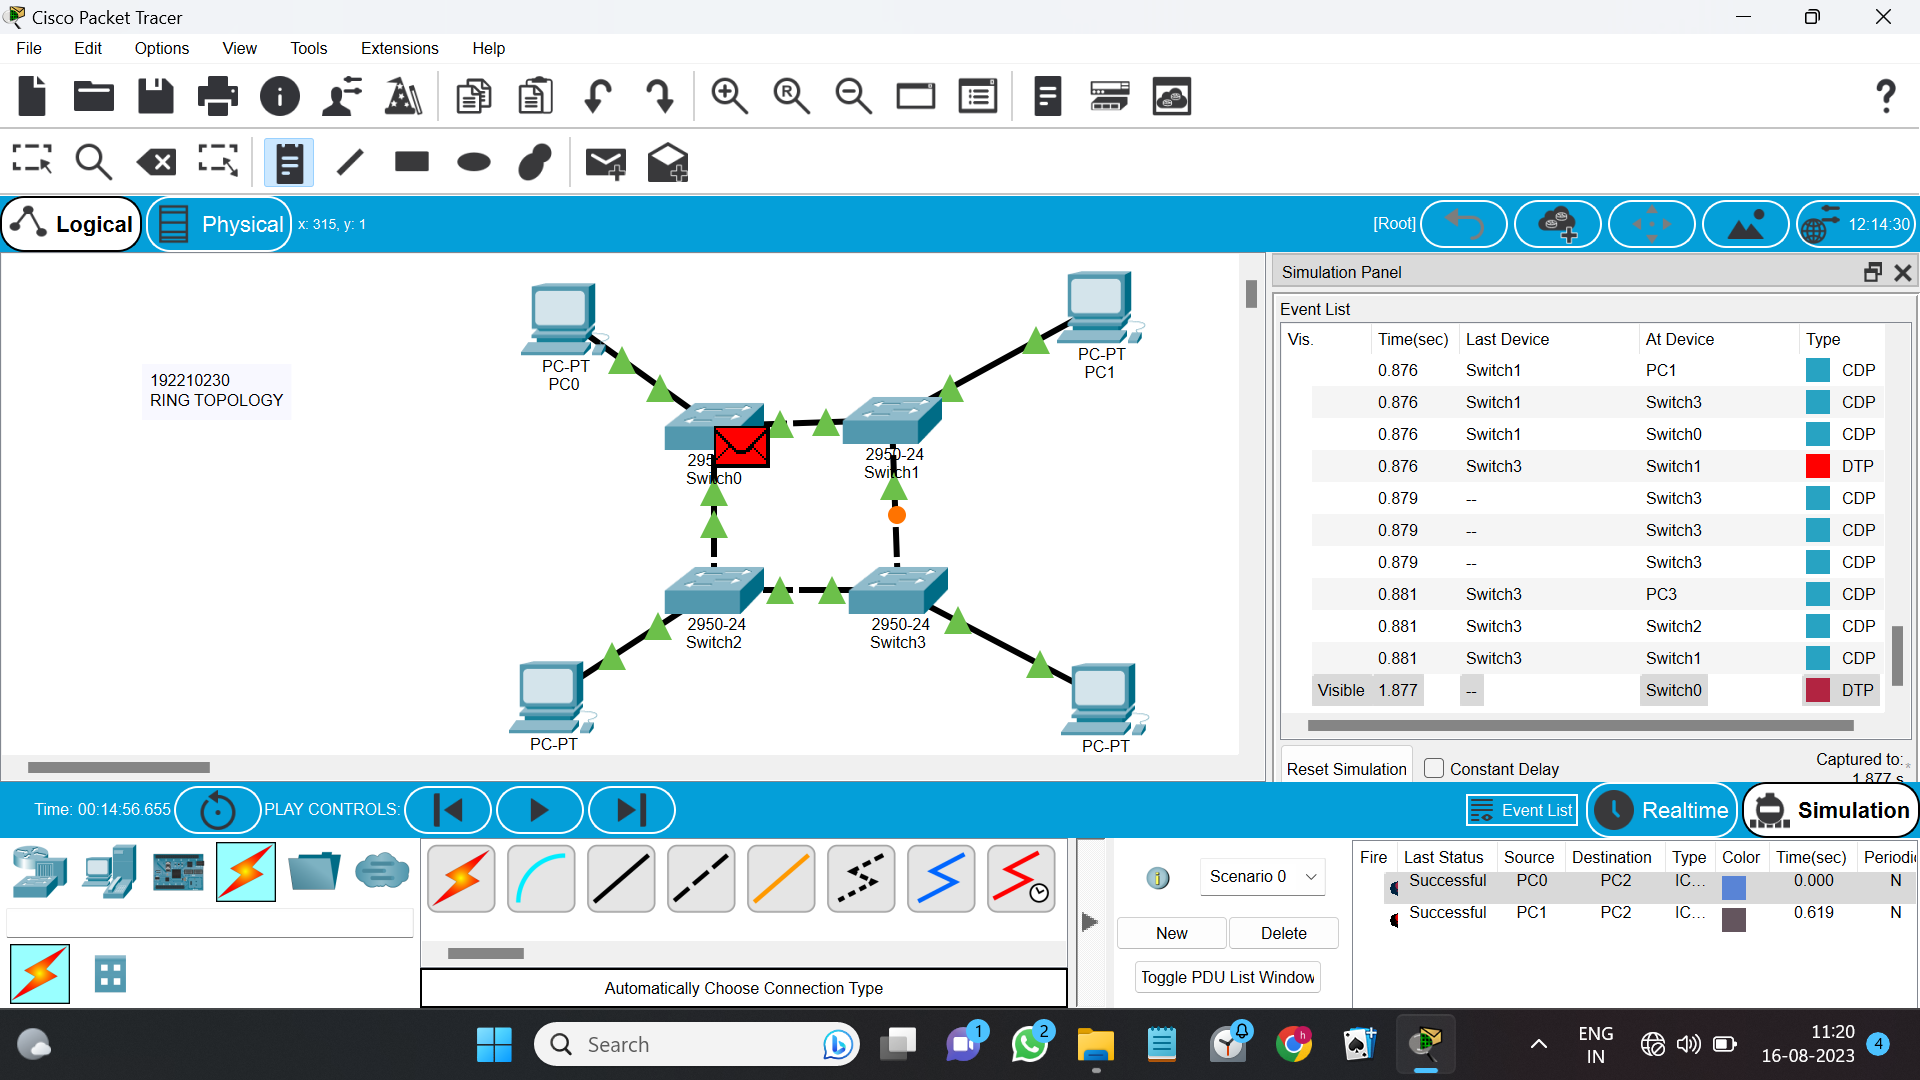 Cisco Packet Tracer
File Edit Options View Tools Extensions Help
Logical Physical x: 315, y: 1 [Root] 12:14:30
192210230
RING TOPOLOGY
PC-PT
PC0
PC-PT
PC1
295
Switch0
2950-24
Switch1
2950-24
Switch2
2950-24
Switch3
PC-PT
PC-PT
Simulation Panel
Event List
Vis. Time(sec) Last Device At Device Type
0.876 Switch1 PC1 CDP
0.876 Switch1 Switch3 CDP
0.876 Switch1 Switch0 CDP
0.876 Switch3 Switch1 DTP
0.879 -- Switch3 CDP
0.879 -- Switch3 CDP
0.879 -- Switch3 CDP
0.881 Switch3 PC3 CDP
0.881 Switch3 Switch2 CDP
0.881 Switch3 Switch1 CDP
Visible 1.877 -- Switch0 DTP
Reset Simulation Constant Delay Captured to:*
1.877 s
Time: 00:14:56.655 PLAY CONTROLS: Event List Realtime Simulation
Automatically Choose Connection Type
Scenario 0
New Delete
Toggle PDU List Window
Fire Last Status Source Destination Type Color Time(sec) Periodic
Successful PC0 PC2 IC... 0.000 N
Successful PC1 PC2 IC... 0.619 N
Search
1
2
h
ENG
IN
11:20
16-08-2023
4